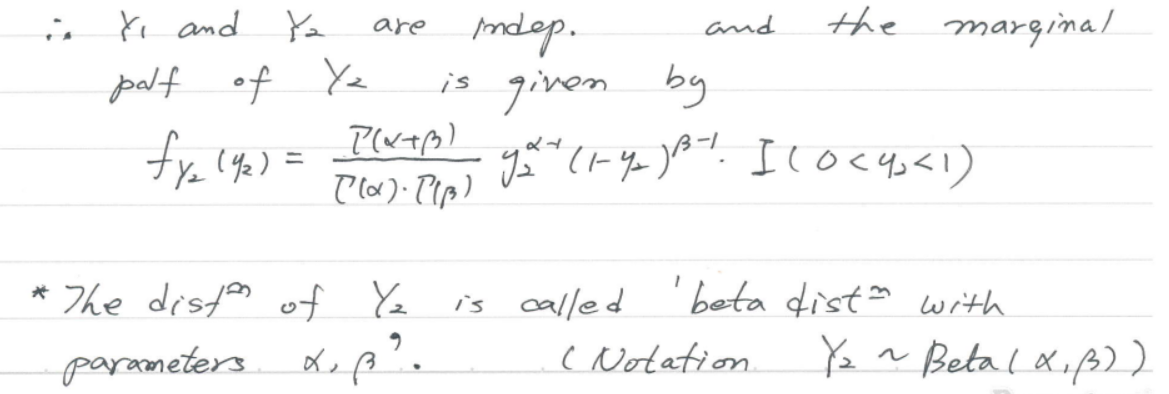 ∴ Y₁ and Y₂ are indep. and the marginal
pdf of Y₂ is given by
f_{Y₂}(y₂) = Γ(α+β) / Γ(α)·Γ(β) y₂^{α-1} (1-y₂)^{β-1}. I(0<y₂<1)
* The distⁿ of Y₂ is called 'beta distⁿ with
parameters α, β'. (Notation Y₂ ~ Beta(α,β))